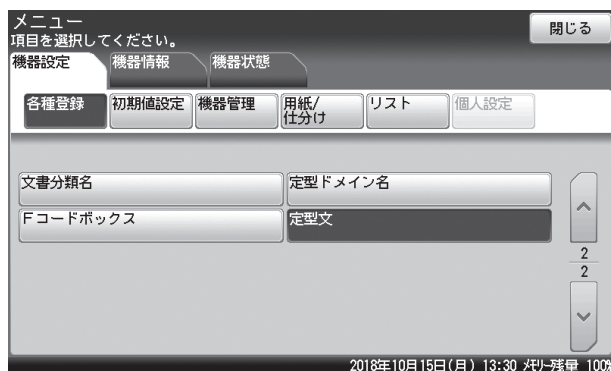 メニュー
閉じる
項目を選択してください。
機器設定 機器情報 機器状態
各種登録 初期値設定 機器管理 用紙/ リスト 個人設定
仕分け
文書分類名 定型ドメイン名
Fコードボックス 定型文
2
2
2018年10月15日(月) 13:30 メモリー残量 100%